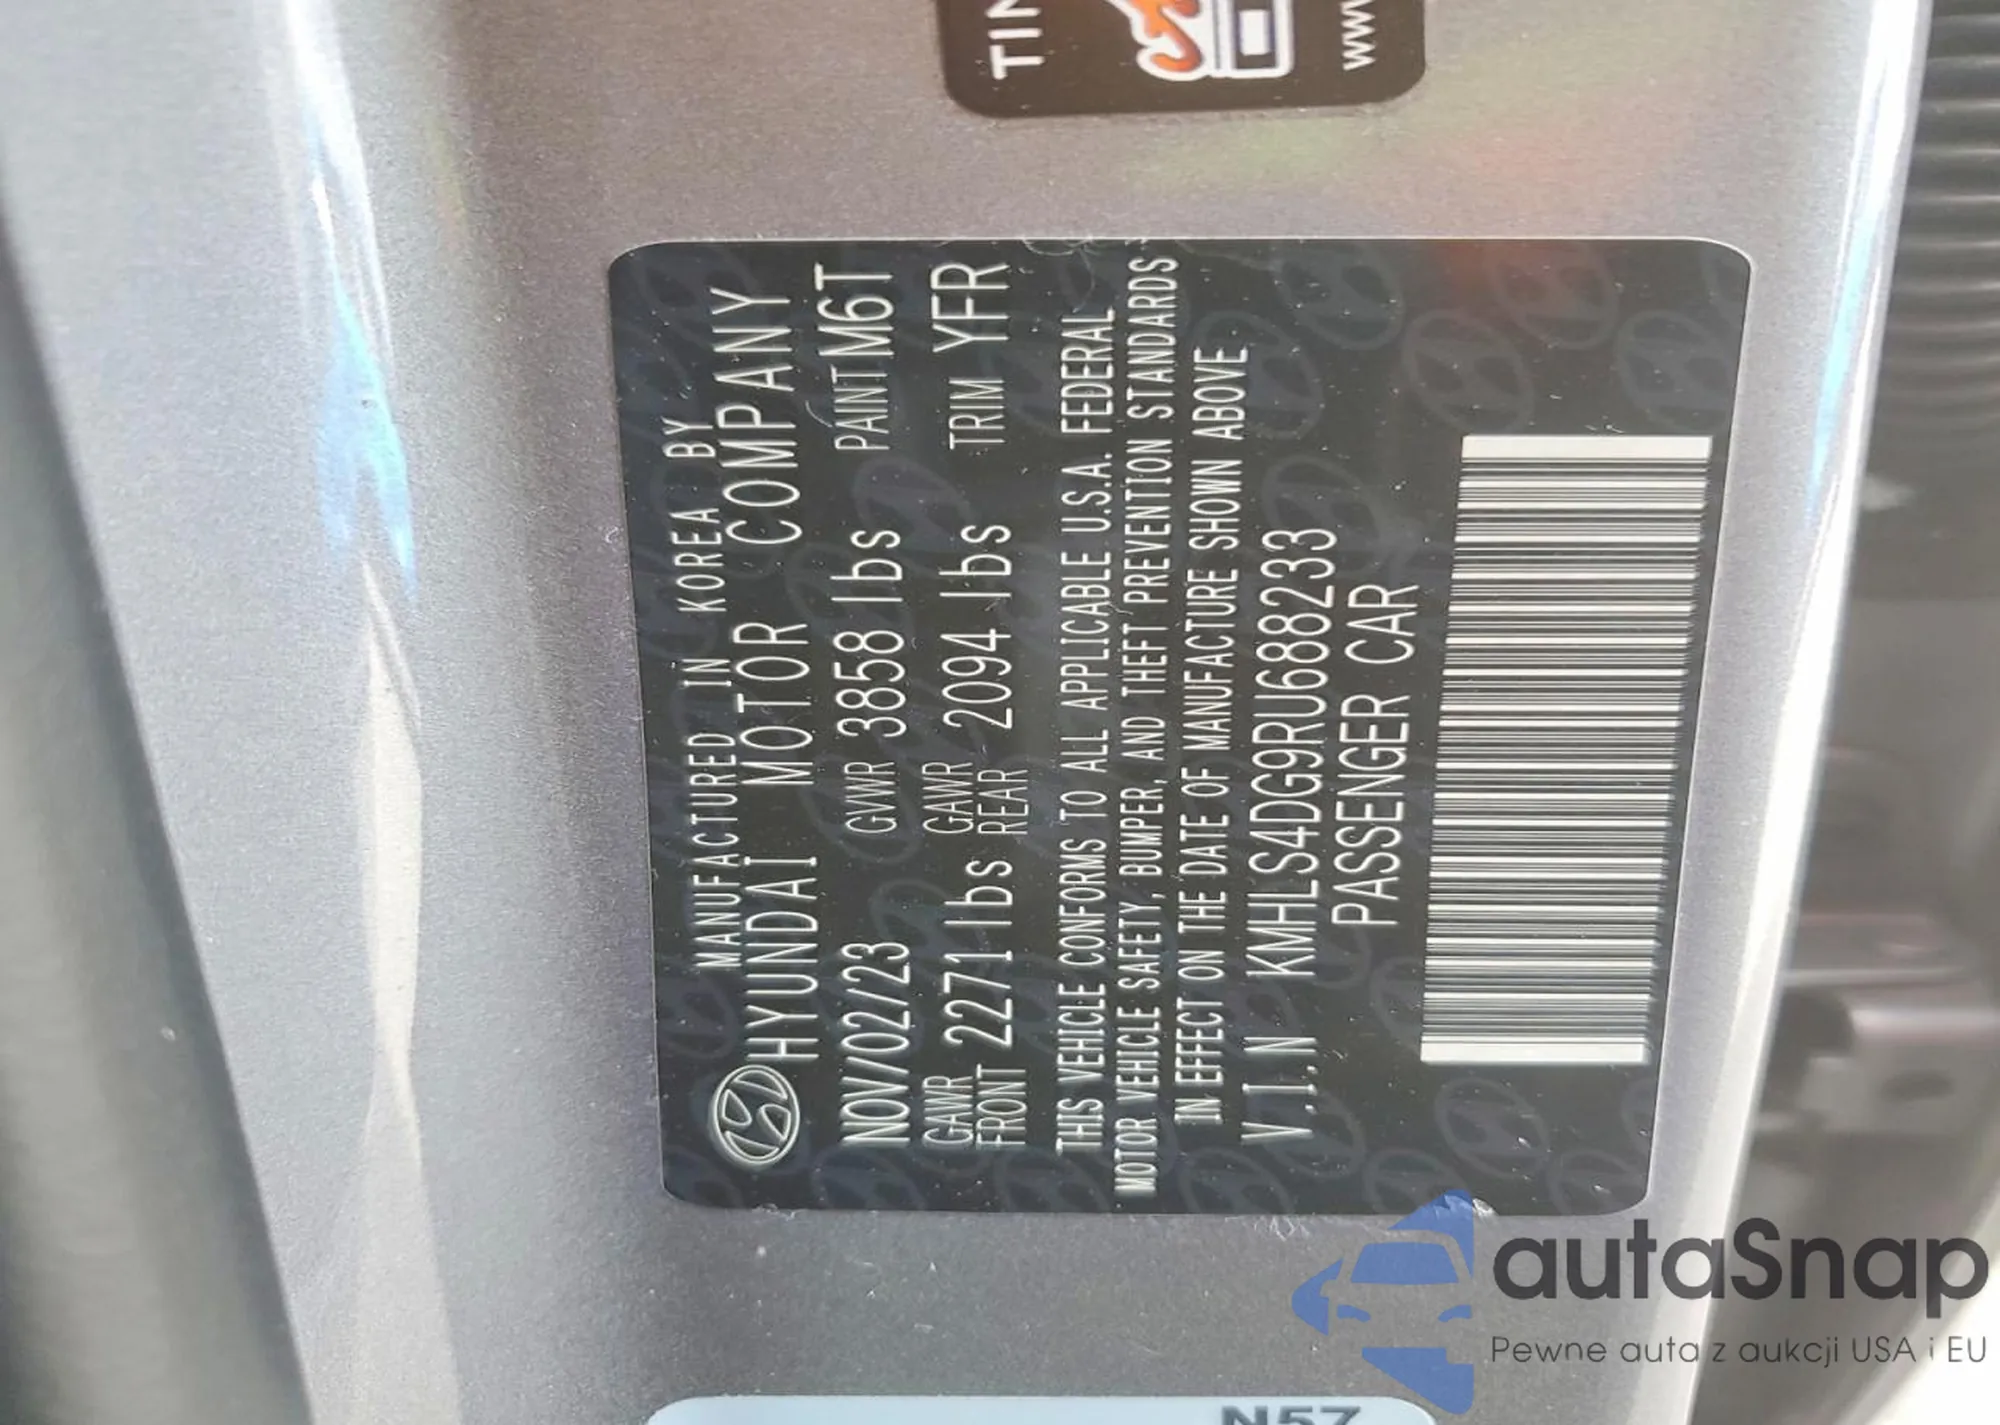 TIN
www
MANUFACTURED IN KOREA BY
HYUNDAI MOTOR COMPANY
NOV/02/23 GVWR 3858 lbs PAINT M6T
GAWR FRONT 2271 lbs GAWR REAR 2094 lbs TRIM YFR
THIS VEHICLE CONFORMS TO ALL APPLICABLE U.S.A. FEDERAL
MOTOR VEHICLE SAFETY, BUMPER, AND THEFT PREVENTION STANDARDS
IN EFFECT ON THE DATE OF MANUFACTURE SHOWN ABOVE
V.I.N KMHLS4DG9RU688233
PASSENGER CAR
N57
autaSnap
Pewne auta z aukcji USA i EU